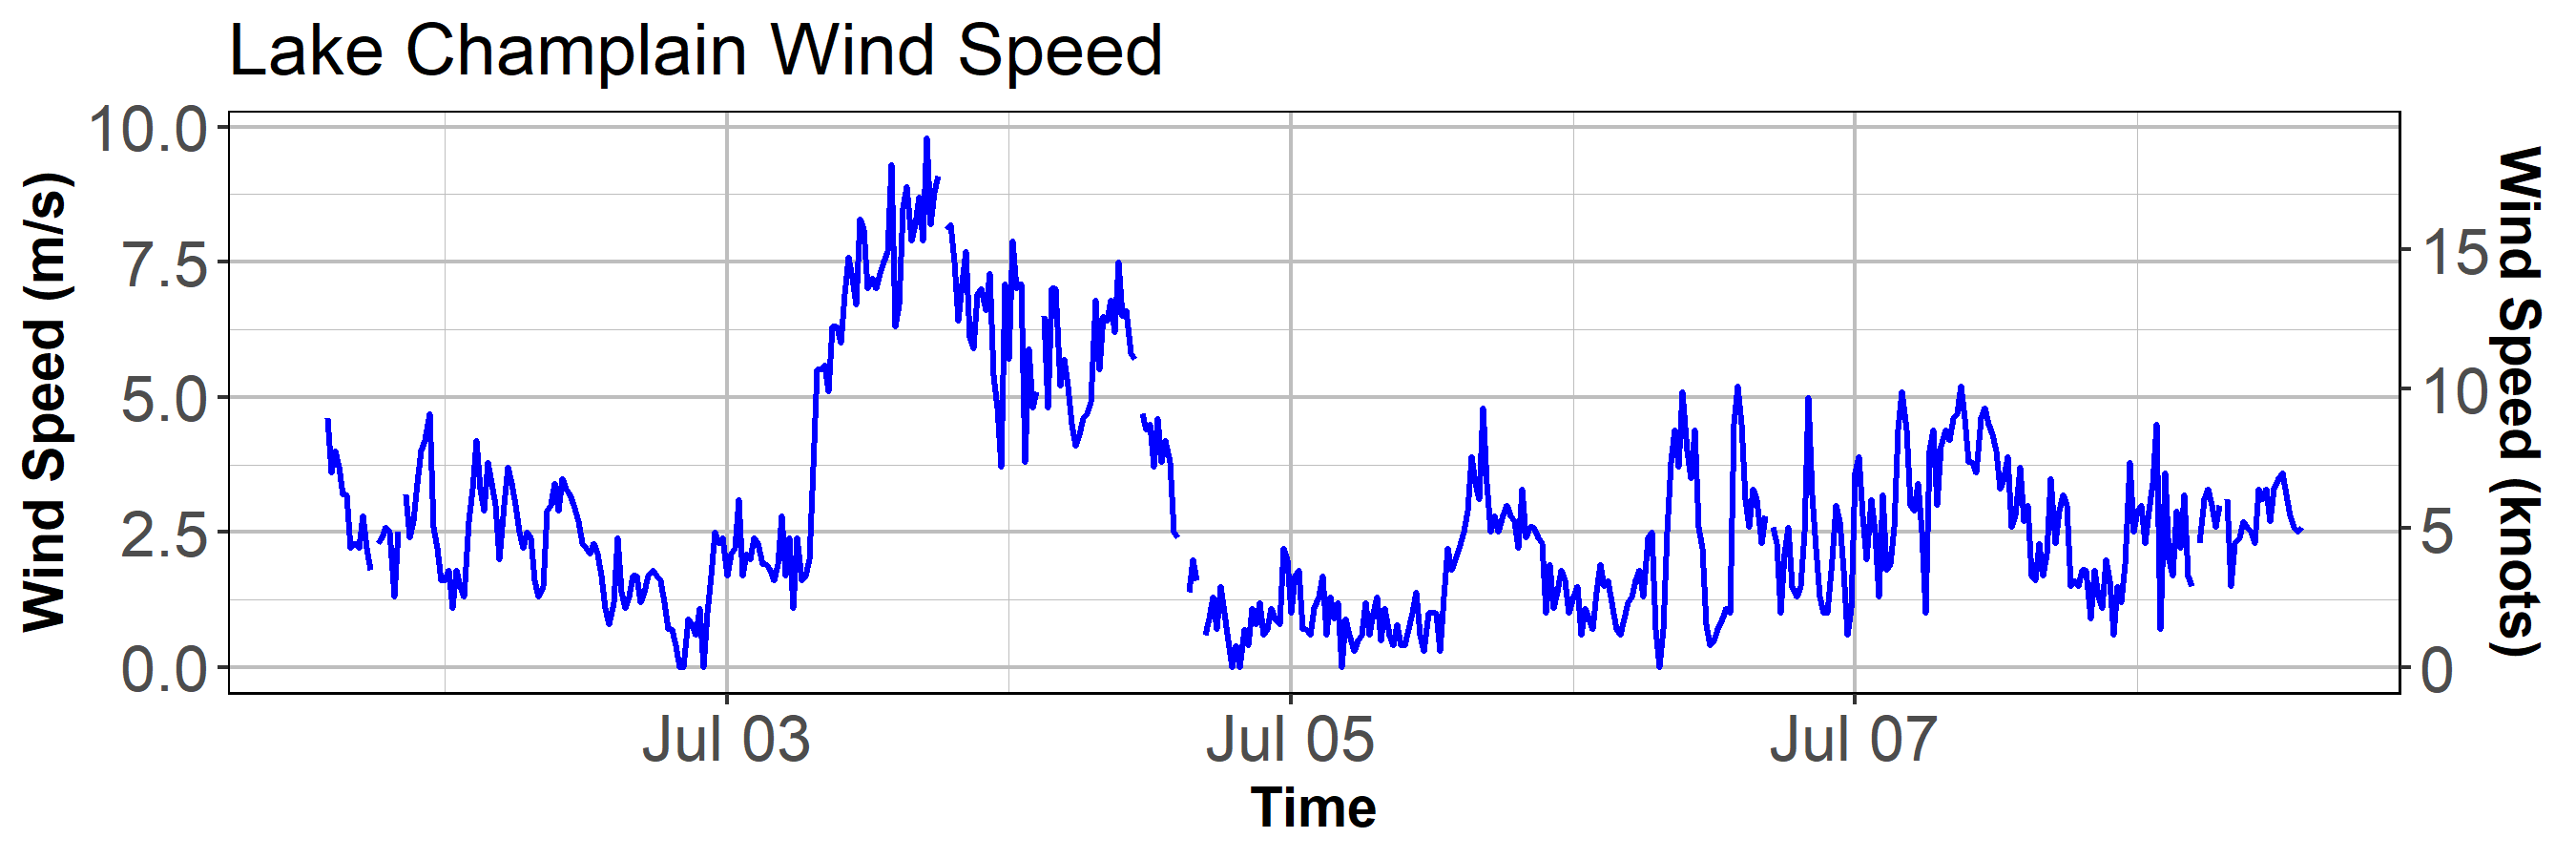 Lake Champlain Wind Speed
10.0
7.5
5.0
2.5
0.0
Wind Speed (m/s)
15
10
5
0
Wind Speed (knots)
Jul 03
Jul 05
Jul 07
Time